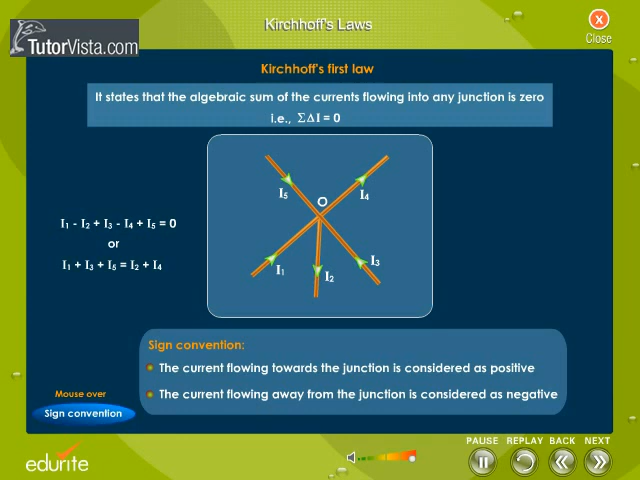 Kirchhoff's Laws
X
Close
TutorVista.com
Kirchhoff's first law
It states that the algebraic sum of the currents flowing into any junction is zero
i.e., ΣΔI = 0
I₅
O
I₄
I₁ - I₂ + I₃ - I₄ + I₅ = 0
or
I₁ + I₃ + I₅ = I₂ + I₄
I₁
I₂
I₃
Sign convention:
The current flowing towards the junction is considered as positive
The current flowing away from the junction is considered as negative
Mouse over
Sign convention
PAUSE REPLAY BACK NEXT
edurite